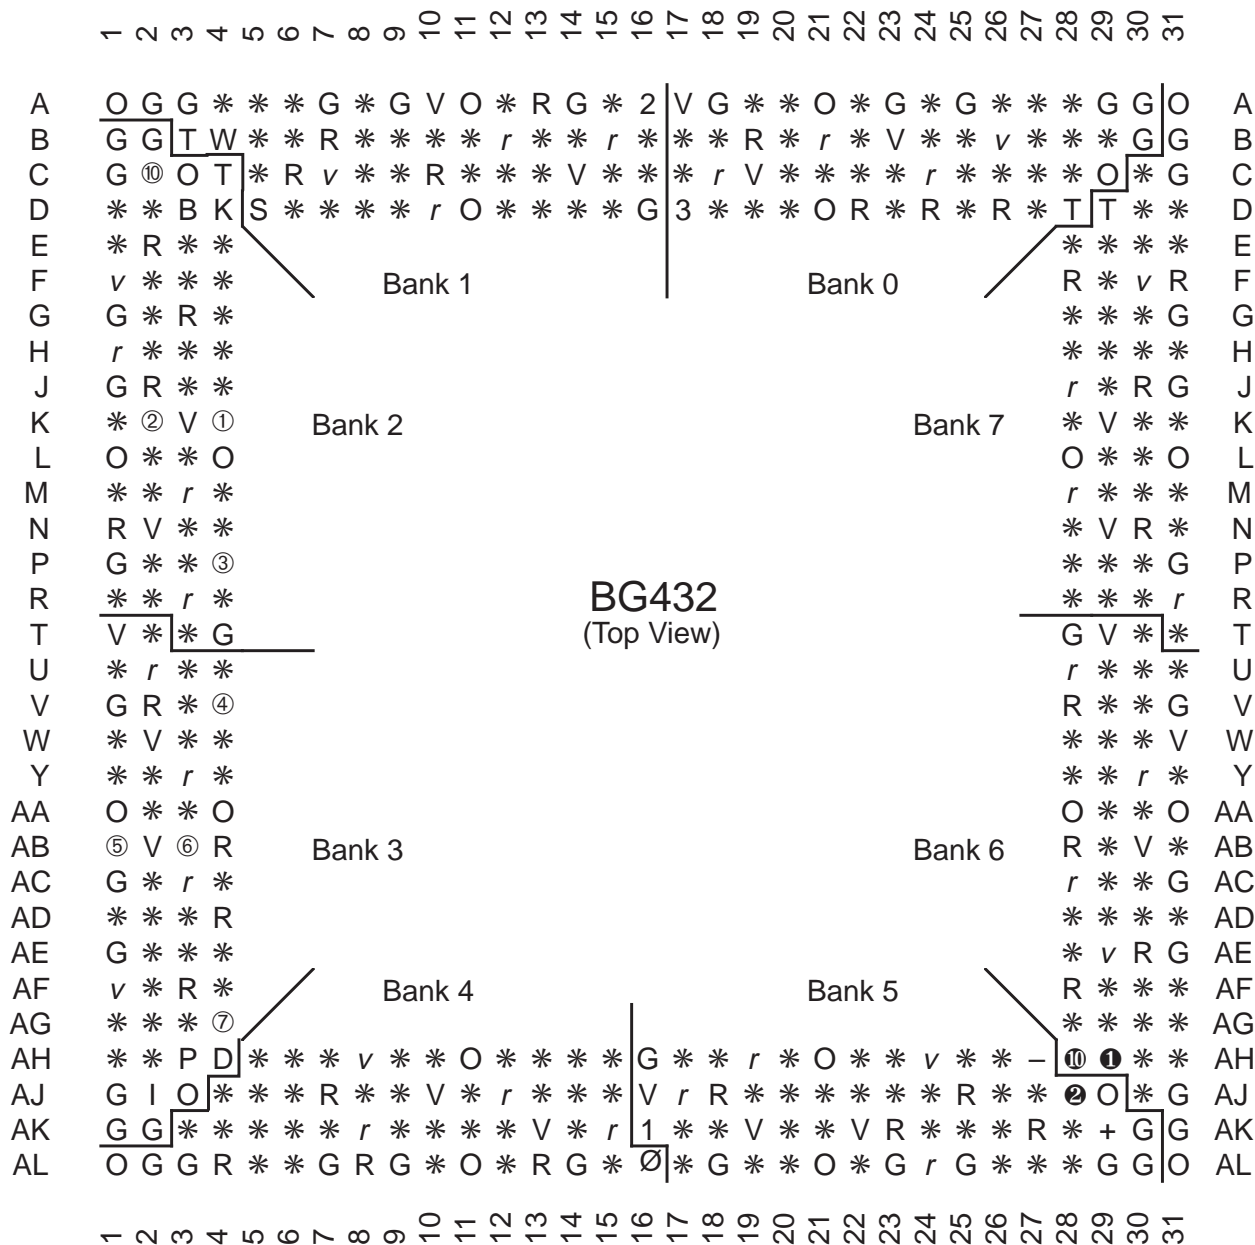 1 2 3 4 5 6 7 8 9 10 11 12 13 14 15 16 17 18 19 20 21 22 23 24 25 26 27 28 29 30 31
A O G G * * * G * G V O * R G * 2 V G * * O * G * G * * * G G O A
B G G T W * * R * * * * r * * r * * * R * r * V * * v * * * G G B
C G ⑩ O T * R v * * R * * * V * * * r V * * * * r * * * * O * G C
D * * B K S * * * * r O * * * * G 3 * * * O R * R * R * T T * * D
E * R * * * * * * E
F v * * * Bank 1 Bank 0 R * v R F
G G * R * * * * G G
H r * * * * * * * H
J G R * * r * R G J
K * ② V ① Bank 2 Bank 7 * V * * K
L O * * O O * * O L
M * * r * r * * * M
N R V * * * V R * N
P G * * ③ * * * G P
R * * r * BG432 * * * r R
T V * * G (Top View) G V * * T
U * r * * r * * * U
V G R * ④ R * * G V
W * V * * * * * V W
Y * * r * * * r * Y
AA O * * O O * * O AA
AB ⑤ V ⑥ R Bank 3 Bank 6 R * V * AB
AC G * r * r * * G AC
AD * * * R * * * * AD
AE G * * * * v R G AE
AF v * R * Bank 4 Bank 5 R * * * AF
AG * * * ⑦ * * * * AG
AH * * P D * * * v * * O * * * * G * * r * O * * v * * – ❿ ❶ * * AH
AJ G I O * * * R * * V * r * * * V r R * * * * * * R * * ❷ O * G AJ
AK G G * * * * * r * * * * V * r 1 * * V * * V R * * * R * + G G AK
AL O G G R * * G R G * O * R G * Ø * G * * O * G r G * * * G G O AL
1 2 3 4 5 6 7 8 9 10 11 12 13 14 15 16 17 18 19 20 21 22 23 24 25 26 27 28 29 30 31